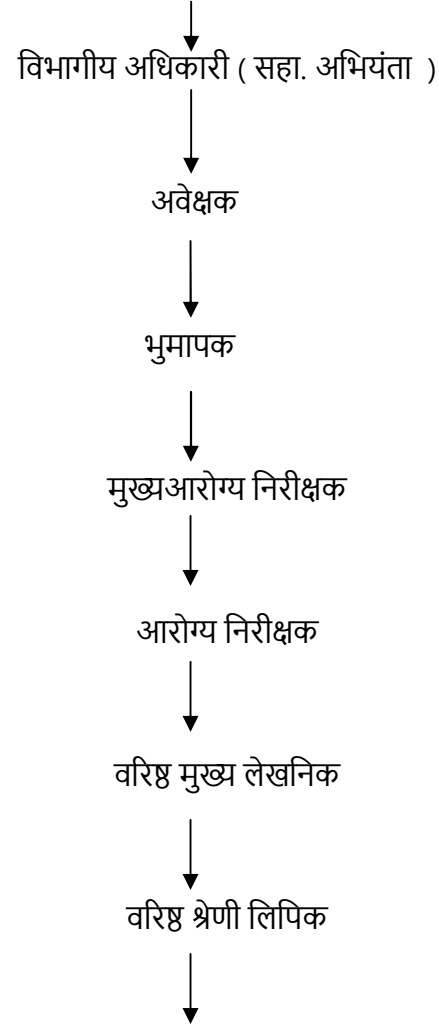 विभागीय अधिकारी ( सहा. अभियंता )
अवेक्षक
भुमापक
मुख्यआरोग्य निरीक्षक
आरोग्य निरीक्षक
वरिष्ठ मुख्य लेखनिक
वरिष्ठ श्रेणी लिपिक